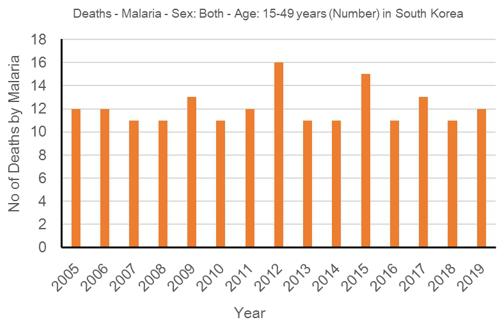 Deaths - Malaria - Sex: Both - Age: 15-49 years (Number) in South Korea
No of Deaths by Malaria
18
16
14
12
10
8
6
4
2
0
2005 2006 2007 2008 2009 2010 2011 2012 2013 2014 2015 2016 2017 2018 2019
Year